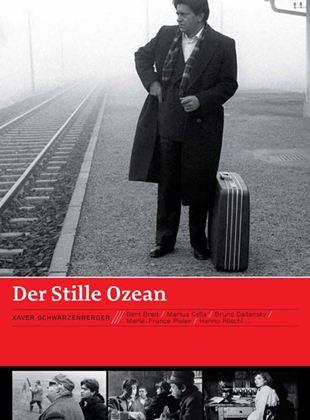 Der Stille Ozean
XAVER SCHWARZENBERGER //// Bert Breit / Marius Cella / Bruno Dallansky /
Marie-France Pisier / Hanno Pöschl ...